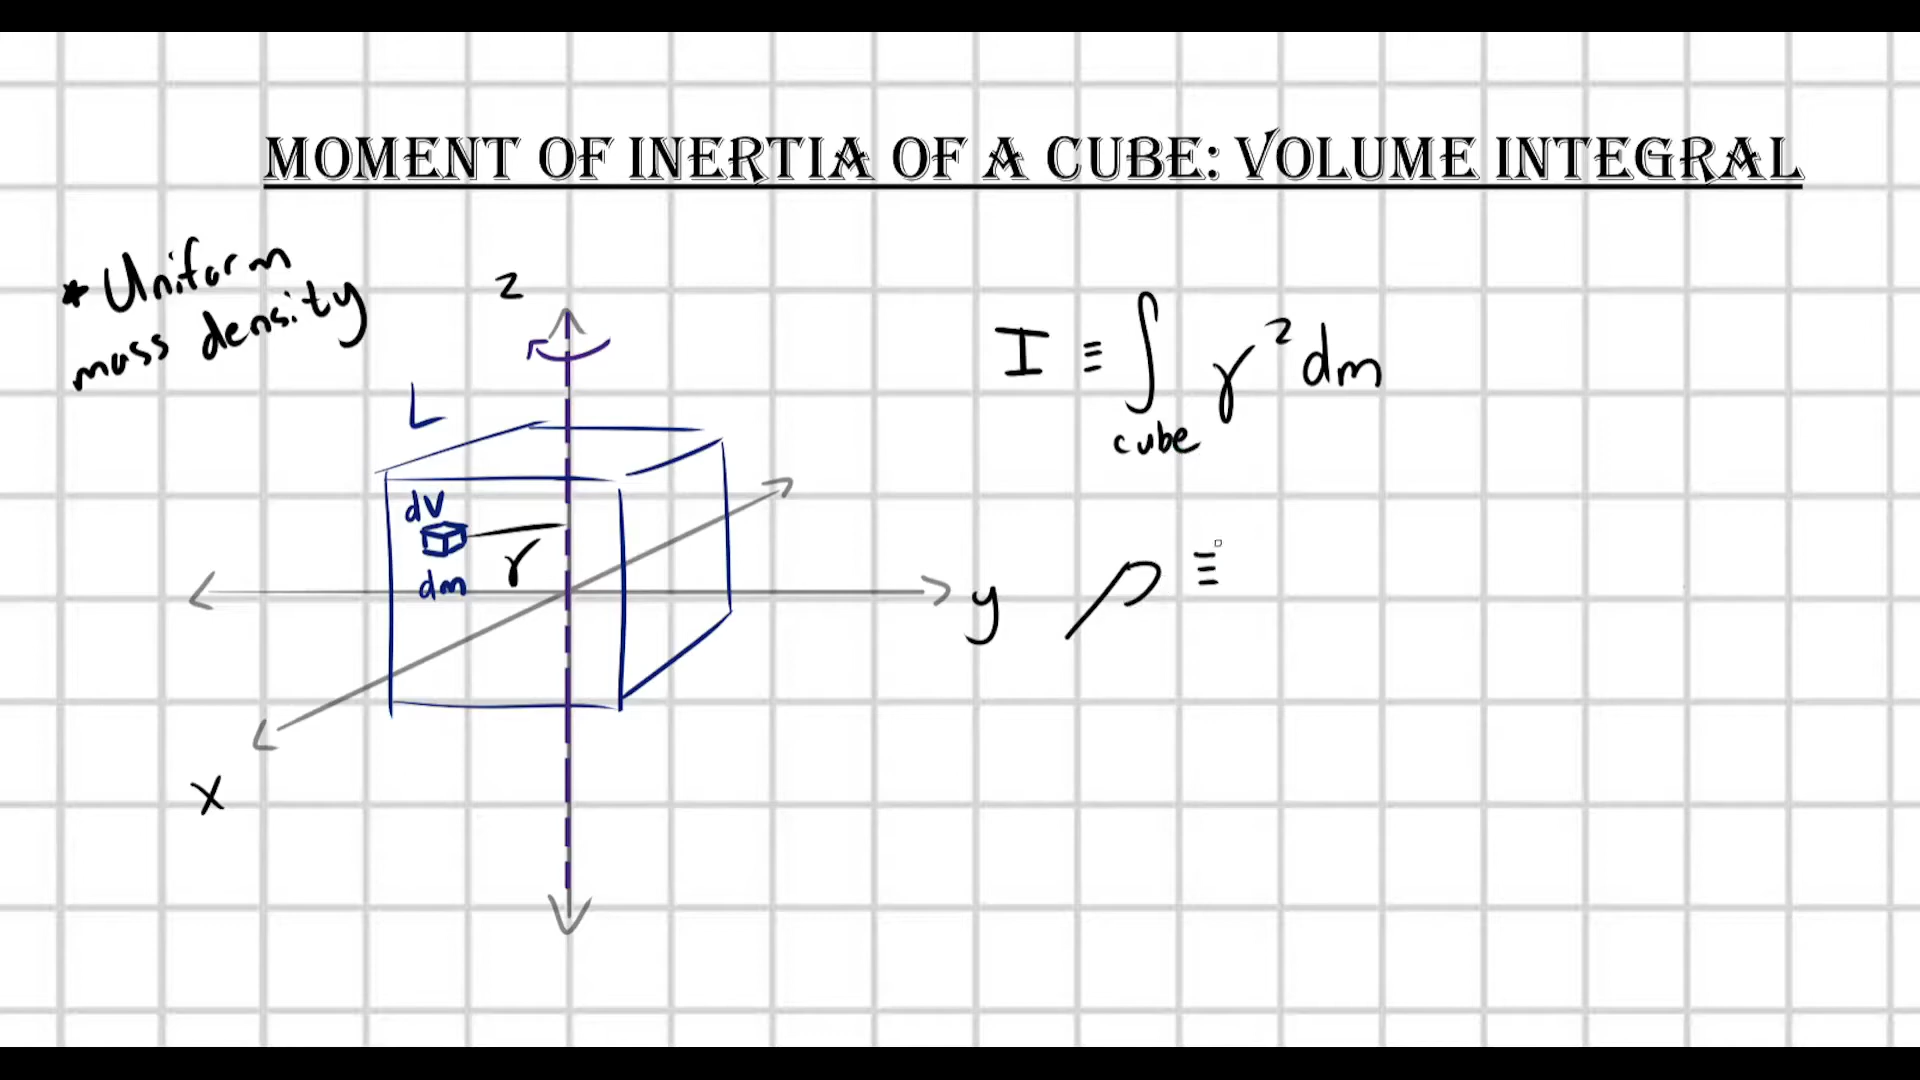 MOMENT OF INERTIA OF A CUBE: VOLUME INTEGRAL
* Uniform
mass density
z
L
dV
r
dm
y
x
I ≡ ∫ r² dm
cube
ρ ≡